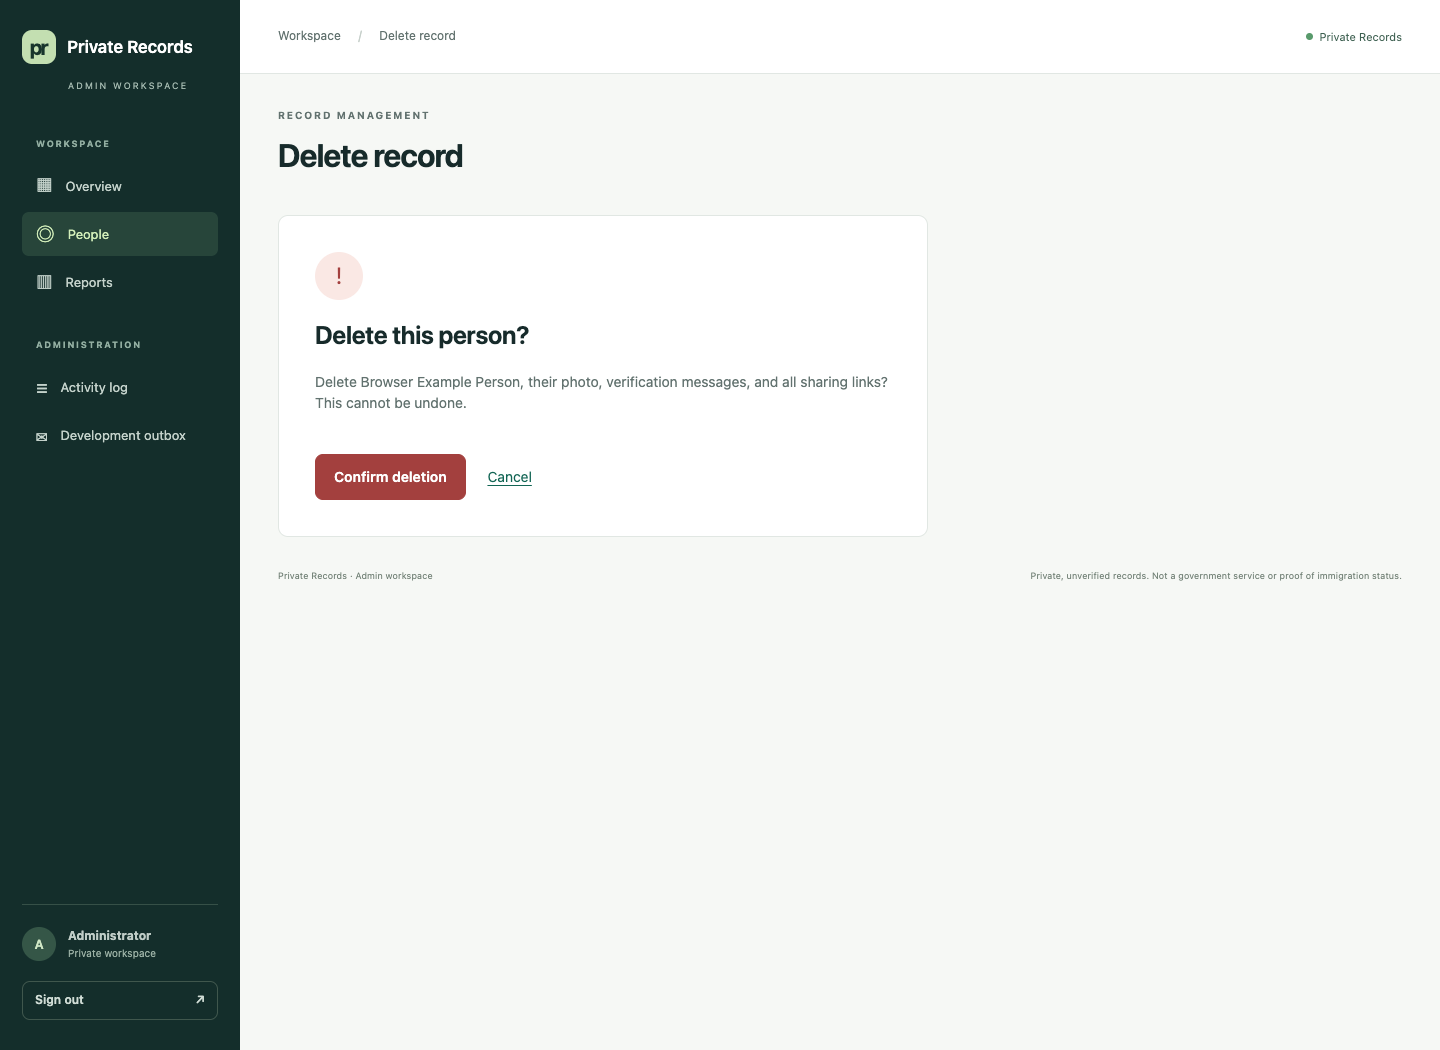 pr Private Records
ADMIN WORKSPACE
WORKSPACE
Overview
People
Reports
ADMINISTRATION
Activity log
Development outbox
A
Administrator
Private workspace
Sign out
Workspace / Delete record
Private Records
RECORD MANAGEMENT
Delete record
!
Delete this person?
Delete Browser Example Person, their photo, verification messages, and all sharing links?
This cannot be undone.
Confirm deletion
Cancel
Private Records · Admin workspace
Private, unverified records. Not a government service or proof of immigration status.